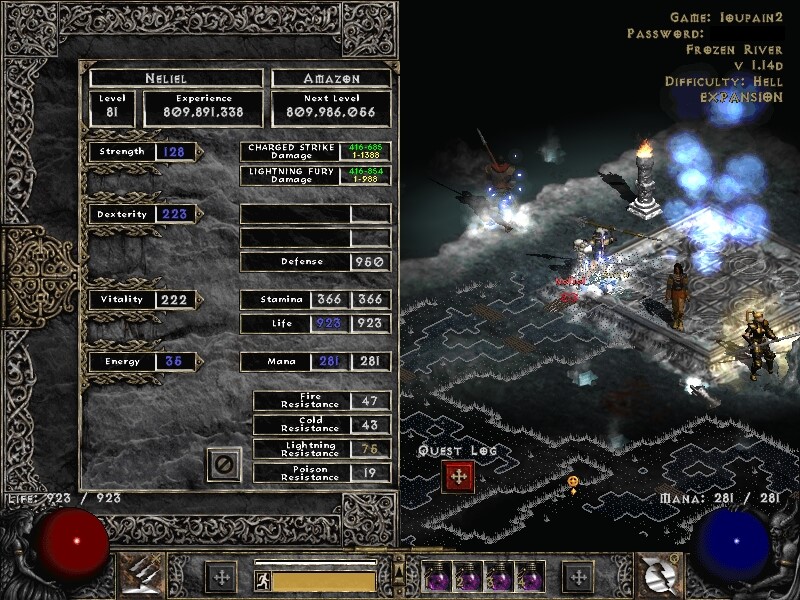 Game: Ioupain2
Password:
Frozen River
v 1.14d
Difficulty: Hell
Expansion
Neliel
Amazon
Level
81
Experience
809,891,338
Next Level
809,986,056
Strength 128
CHARGED STRIKE
Damage
416-685
1-1388
LIGHTNING FURY
Damage
416-854
1-988
Dexterity 223
Defense 950
Vitality 222
Stamina 366 366
Life 923 923
Energy 35
Mana 281 281
Fire
Resistance 47
Cold
Resistance 43
Lightning
Resistance 75
Poison
Resistance 19
Quest Log
Life: 923 / 923
Mana: 281 / 281